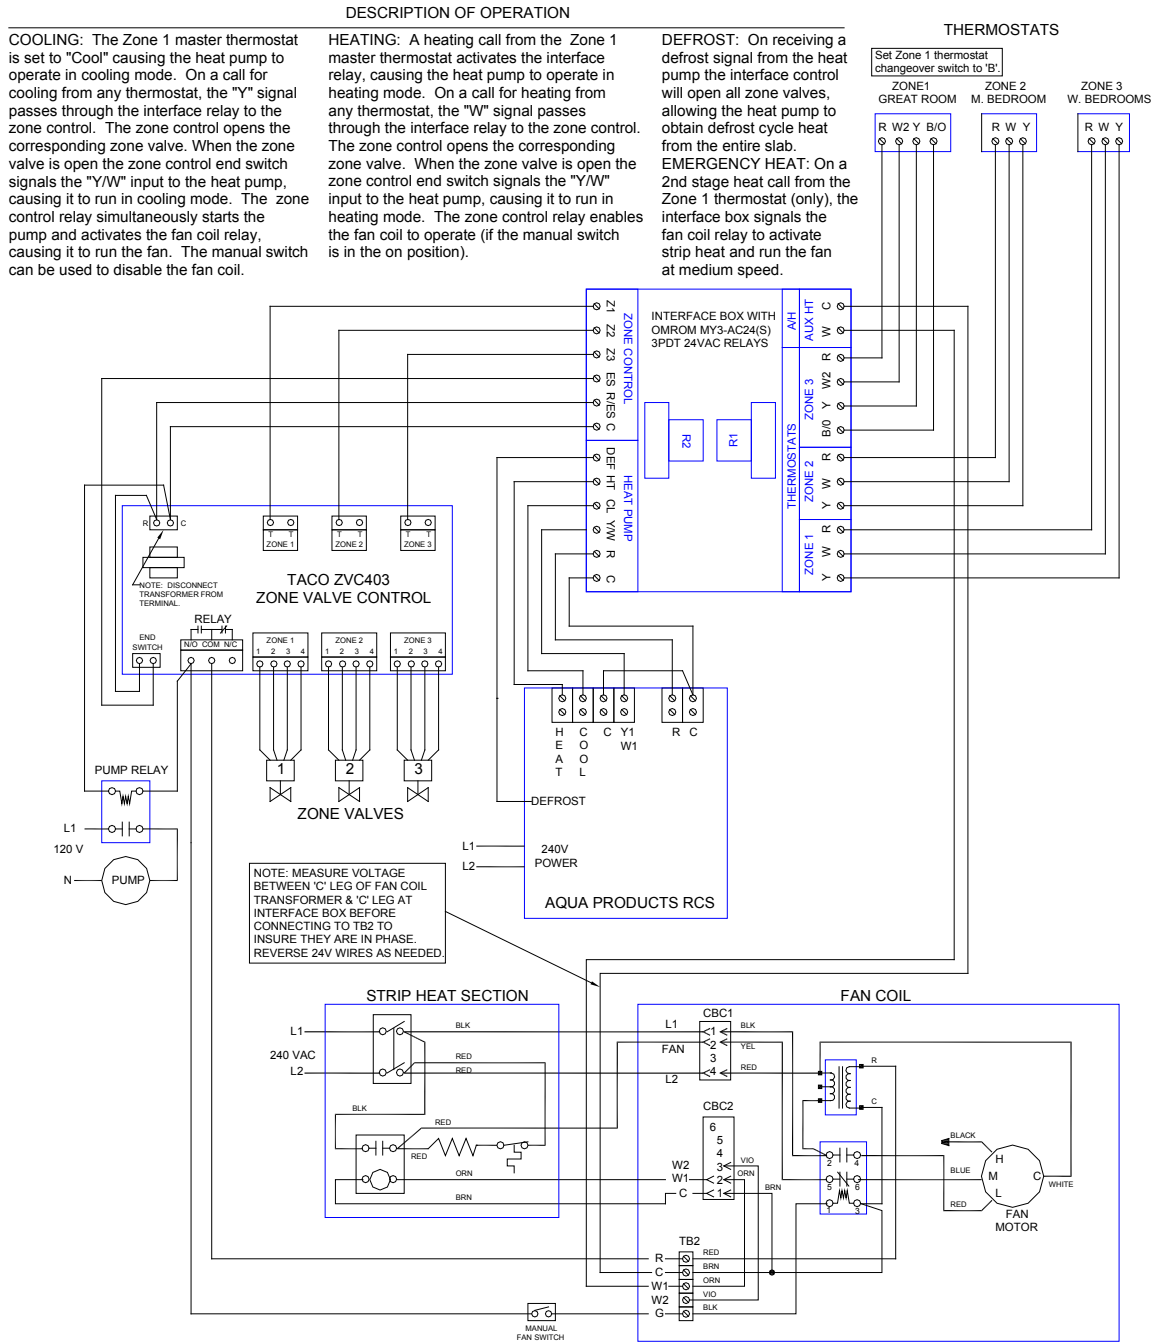 DESCRIPTION OF OPERATION
COOLING: The Zone 1 master thermostat
is set to "Cool" causing the heat pump to
operate in cooling mode. On a call for
cooling from any thermostat, the "Y" signal
passes through the interface relay to the
zone control. The zone control opens the
corresponding zone valve. When the zone
valve is open the zone control end switch
signals the "Y/W" input to the heat pump,
causing it to run in cooling mode. The zone
control relay simultaneously starts the
pump and activates the fan coil relay,
causing it to run the fan. The manual switch
can be used to disable the fan coil.
HEATING: A heating call from the Zone 1
master thermostat activates the interface
relay, causing the heat pump to operate in
heating mode. On a call for heating from
any thermostat, the "W" signal passes
through the interface relay to the zone control.
The zone control opens the corresponding
zone valve. When the zone valve is open the
zone control end switch signals the "Y/W"
input to the heat pump, causing it to run in
heating mode. The zone control relay enables
the fan coil to operate (if the manual switch
is in the on position).
DEFROST: On receiving a
defrost signal from the heat
pump the interface control
will open all zone valves,
allowing the heat pump to
obtain defrost cycle heat
from the entire slab.
EMERGENCY HEAT: On a
2nd stage heat call from the
Zone 1 thermostat (only), the
interface box signals the
fan coil relay to activate
strip heat and run the fan
at medium speed.
THERMOSTATS
Set Zone 1 thermostat
changeover switch to 'B'.
ZONE1
GREAT ROOM
R W2 Y B/O
ZONE 2
M. BEDROOM
R W Y
ZONE 3
W. BEDROOMS
R W Y
INTERFACE BOX WITH
OMROM MY3-AC24(S)
3PDT 24VAC RELAYS
ZONE CONTROL
Z1
Z2
Z3
ES
R/ES
C
HEAT PUMP
DEF
HT
CL
Y/W
R
C
R2
R1
A/H
AUX HT
C
W
THERMOSTATS
ZONE 3
R
W2
Y
B/0
ZONE 2
R
W
Y
ZONE 1
R
W
Y
R
C
T T
ZONE 1
T T
ZONE 2
T T
ZONE 3
NOTE: DISCONNECT
TRANSFORMER FROM
TERMINAL.
TACO ZVC403
ZONE VALVE CONTROL
END
SWITCH
RELAY
N/O COM N/C
ZONE 1
1 2 3 4
ZONE 2
1 2 3 4
ZONE 3
1 2 3 4
1
2
3
ZONE VALVES
PUMP RELAY
L1
120 V
N
PUMP
HEAT
COOL
C
Y1
W1
R C
DEFROST
L1
L2
240V
POWER
AQUA PRODUCTS RCS
NOTE: MEASURE VOLTAGE
BETWEEN 'C' LEG OF FAN COIL
TRANSFORMER & 'C' LEG AT
INTERFACE BOX BEFORE
CONNECTING TO TB2 TO
INSURE THEY ARE IN PHASE.
REVERSE 24V WIRES AS NEEDED.
STRIP HEAT SECTION
L1
240 VAC
L2
BLK
RED
RED
BLK
RED
RED
ORN
BRN
FAN COIL
L1
FAN
L2
CBC1
1
2
3
4
BLK
YEL
RED
CBC2
6
5
4
3
2
1
W2
W1
C
VIO
ORN
BRN
R
C
2
4
5
6
1
3
BLACK
BLUE
RED
H
M
L
C
WHITE
FAN
MOTOR
TB2
R
C
W1
W2
G
RED
BRN
ORN
VIO
BLK
MANUAL
FAN SWITCH